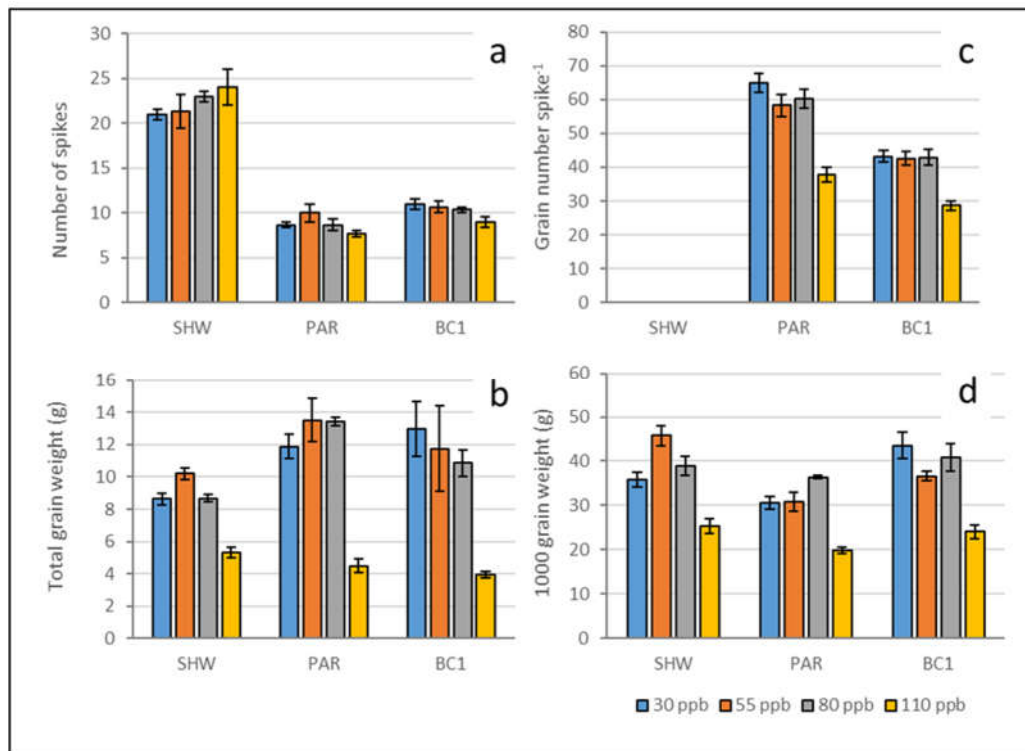 a
Number of spikes
30
25
20
15
10
5
0
SHW PAR BC1
c
Grain number spike⁻¹
80
70
60
50
40
30
20
10
0
SHW PAR BC1
b
Total grain weight (g)
16
14
12
10
8
6
4
2
0
SHW PAR BC1
d
1000 grain weight (g)
60
50
40
30
20
10
0
SHW PAR BC1
30 ppb 55 ppb 80 ppb 110 ppb